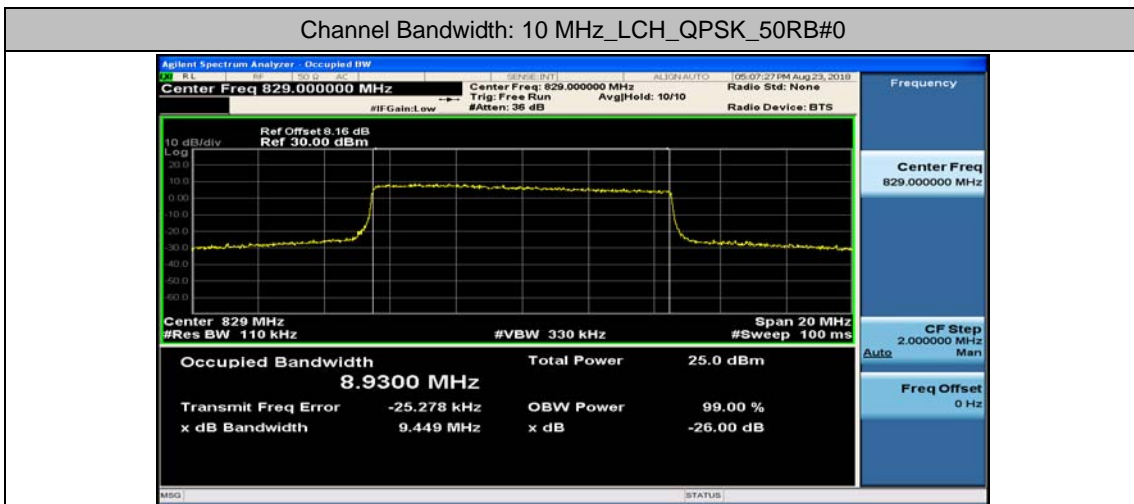 Channel Bandwidth: 10 MHz_LCH_QPSK_50RB#0
Agilent Spectrum Analyzer - Occupied BW
RL RF 50 Ω AC SENSE:INT ALIGNAUTO 05:07:27 PM Aug 23, 2018
Center Freq 829.000000 MHz
Center Freq: 829.000000 MHz
Radio Std: None
Frequency
Trig: Free Run Avg|Hold: 10/10
#IFGain:Low #Atten: 36 dB Radio Device: BTS
Ref Offset 8.16 dB
10 dB/div Ref 30.00 dBm
Log
20.0
10.0
0.00
-10.0
-20.0
-30.0
-40.0
-50.0
-60.0
Center Freq
829.000000 MHz
Center 829 MHz Span 20 MHz
#Res BW 110 kHz #VBW 330 kHz #Sweep 100 ms
CF Step
2.000000 MHz
Auto Man
Occupied Bandwidth Total Power 25.0 dBm
8.9300 MHz
Freq Offset
0 Hz
Transmit Freq Error -25.278 kHz OBW Power 99.00 %
x dB Bandwidth 9.449 MHz x dB -26.00 dB
MSG STATUS